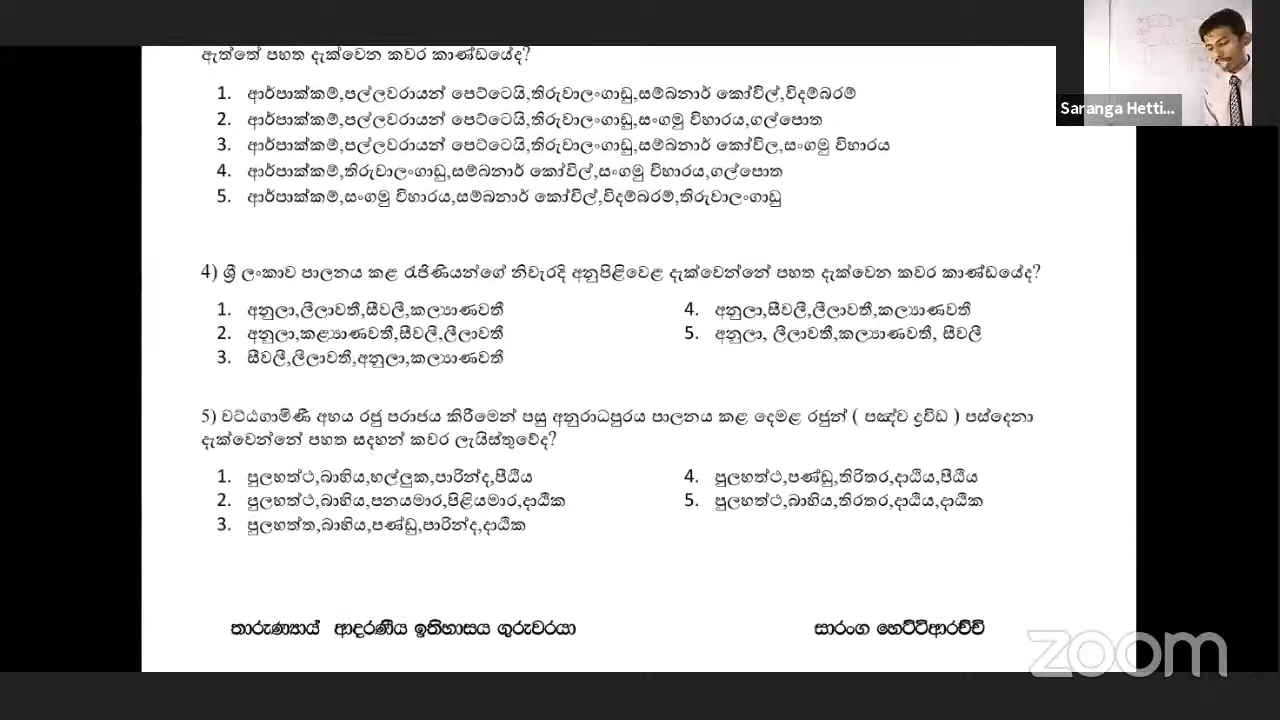 ඇත්තේ පහත දැක්වෙන කවර කාණ්ඩයේද?
1. ආර්පාක්කම්,පල්ලවරායන් පෙට්ටෙයි,තිරුවාලංගාඩු,සම්බනාර් කෝවිල්,විදම්බරම්
2. ආර්පාක්කම්,පල්ලවරායන් පෙට්ටෙයි,තිරුවාලංගාඩු,සංගමු විහාරය,ගල්පොත
3. ආර්පාක්කම්,පල්ලවරායන් පෙට්ටෙයි,තිරුවාලංගාඩු,සම්බනාර් කෝවිල,සංගමු විහාරය
4. ආර්පාක්කම්,තිරුවාලංගාඩු,සම්බනාර් කෝවිල්,සංගමු විහාරය,ගල්පොත
5. ආර්පාක්කම්,සංගමු විහාරය,සම්බනාර් කෝවිල්,විදම්බරම්,තිරුවාලංගාඩු
4) ශ්‍රී ලංකාව පාලනය කළ රැජිණියන්ගේ නිවැරදි අනුපිළිවෙළ දැක්වෙන්නේ පහත දැක්වෙන කවර කාණ්ඩයේද?
1. අනුලා,ලීලාවතී,සීවලී,කල්‍යාණවතී
2. අනුලා,කළ්‍යාණවතී,සීවලී,ලීලාවතී
3. සීවලී,ලීලාවතී,අනුලා,කල්‍යාණවතී
4. අනුලා,සීවලී,ලීලාවතී,කල්‍යාණවතී
5. අනුලා, ලීලාවතී,කල්‍යාණවතී, සීවලී
5) වට්ඨගාමිණී අභය රජු පරාජය කිරීමෙන් පසු අනුරාධපුරය පාලනය කළ දෙමළ රජුන් ( පඤ්ච ද්‍රවිඩ ) පස්දෙනා
දැක්වෙන්නේ පහත සදහන් කවර ලැයිස්තුවේද?
1. පුලහත්ථ,බාහිය,හල්ලුක,පාරින්ද,පීඨිය
2. පුලහත්ථ,බාහිය,පනයමාර,පිළියමාර,දාඨික
3. පුලහත්ත,බාහිය,පණ්ඩු,පාරින්ද,දාඨික
4. පුලහත්ථ,පණ්ඩු,තිරිතර,දාඨිය,පීඨිය
5. පුලහත්ථ,බාහිය,තිරතර,දාඨිය,දාඨික
තාරුණ්‍යාය් ආදරණීය ඉතිහාසය ගුරුවරයා
සාරංග හෙට්ටිආරච්චි
Saranga Hetti...
zoom